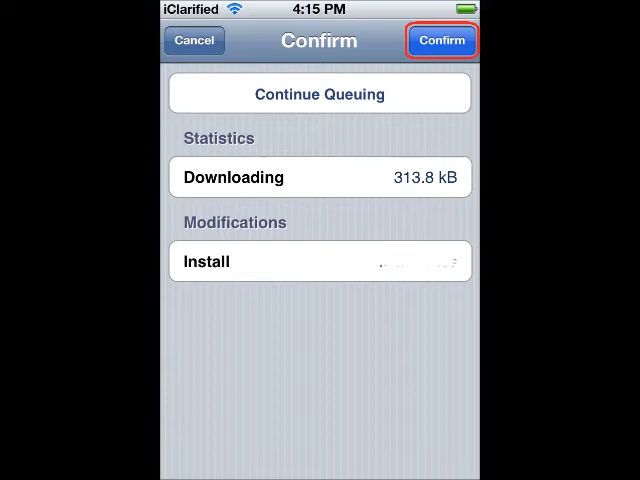 iClarified 4:15 PM
Cancel Confirm Confirm
Continue Queuing
Statistics
Downloading 313.8 kB
Modifications
Install